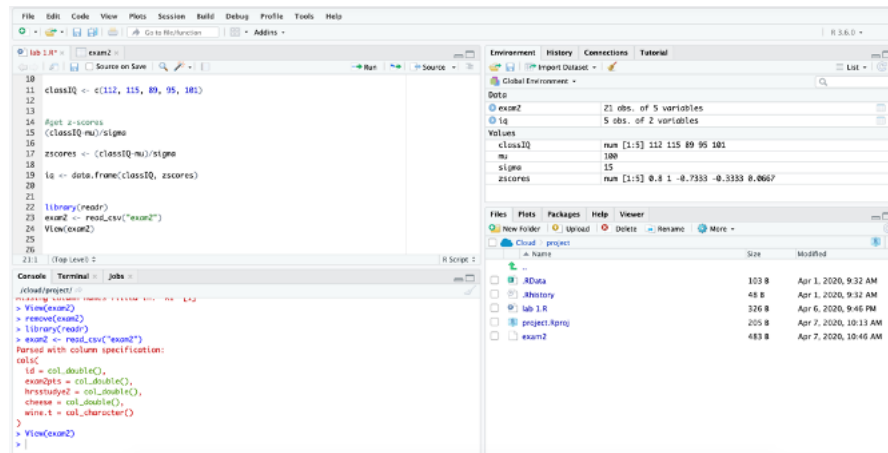 File Edit Code View Plots Session Build Debug Profile Tools Help
Go to file/function Addins R 3.6.0
lab 1.R* exam2
Source on Save Run Source
10
11 classIQ <- c(112, 115, 89, 95, 101)
12
13
14 #get z-scores
15 (classIQ-mu)/sigma
16
17 zscores <- (classIQ-mu)/sigma
18
19 iq <- data.frame(classIQ, zscores)
20
21
22 library(readr)
23 exam2 <- read_csv("exam2")
24 View(exam2)
25
26
21:1 (Top Level) R Script
Console Terminal Jobs
/cloud/project/
Missing column names filled in: 'X1' [1]
> View(exam2)
> remove(exam2)
> library(readr)
> exam2 <- read_csv("exam2")
Parsed with column specification:
cols(
id = col_double(),
exam2pts = col_double(),
hrsstudye2 = col_double(),
cheese = col_double(),
wine.t = col_character()
)
> View(exam2)
>
Environment History Connections Tutorial
Import Dataset List
Global Environment
Data
exam2 21 obs. of 5 variables
iq 5 obs. of 2 variables
Values
classIQ num [1:5] 112 115 89 95 101
mu 100
sigma 15
zscores num [1:5] 0.8 1 -0.7333 -0.3333 0.0667
Files Plots Packages Help Viewer
New Folder Upload Delete Rename More
Cloud project
Name Size Modified
..
.RData 103 B Apr 1, 2020, 9:32 AM
.Rhistory 48 B Apr 1, 2020, 9:32 AM
lab 1.R 326 B Apr 6, 2020, 9:46 PM
project.Rproj 205 B Apr 7, 2020, 10:13 AM
exam2 483 B Apr 7, 2020, 10:46 AM